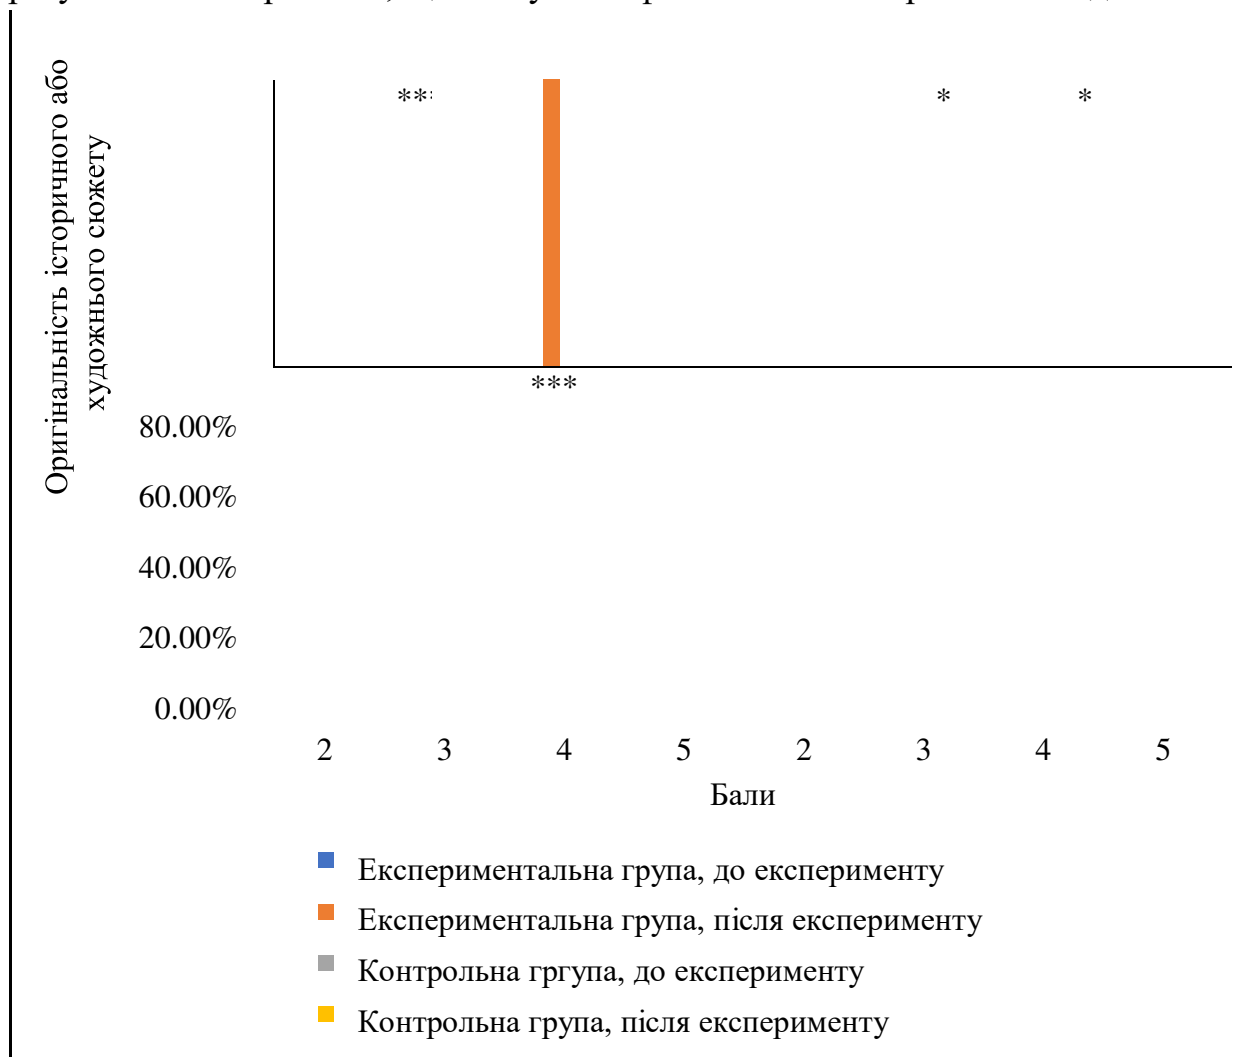 Оригінальність історичного або
художнього сюжету
*** * *
***
80.00%
60.00%
40.00%
20.00%
0.00%
2 3 4 5 2 3 4 5
Бали
Експериментальна група, до експерименту
Експериментальна група, після експерименту
Контрольна гргупа, до експерименту
Контрольна група, після експерименту